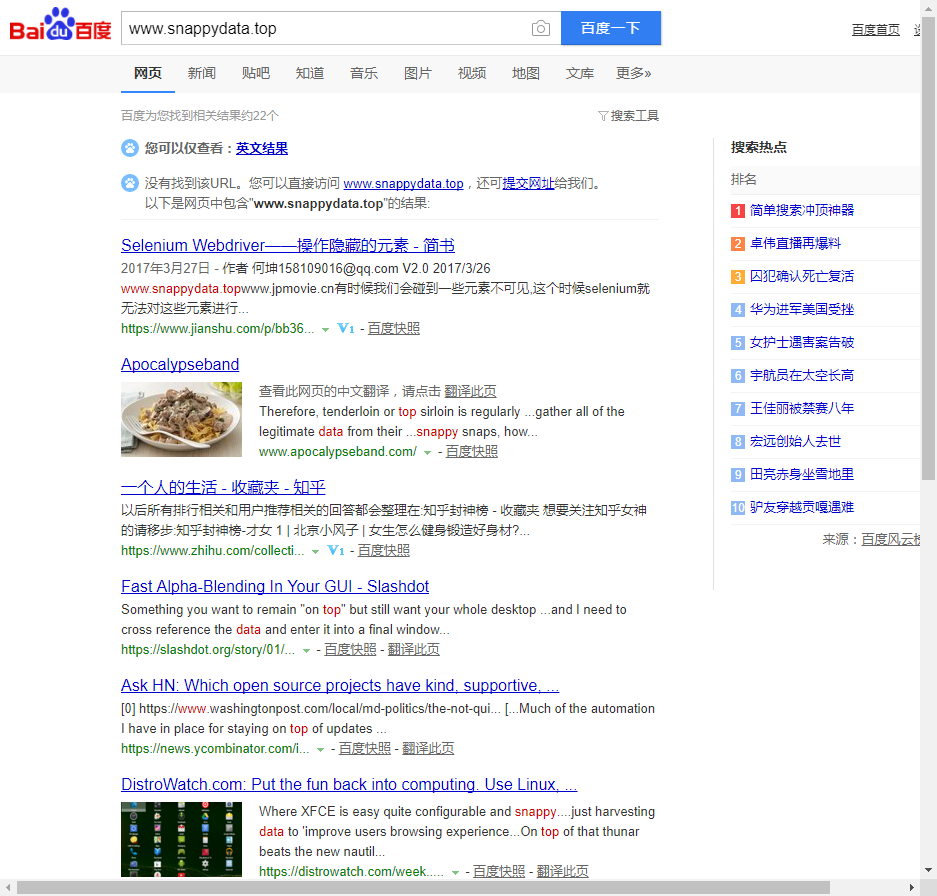 Bai du 百度
www.snappydata.top
百度一下
百度首页
网页 新闻 贴吧 知道 音乐 图片 视频 地图 文库 更多»
百度为您找到相关结果约22个
搜索工具
您可以仅查看：英文结果
没有找到该URL。您可以直接访问 www.snappydata.top，还可提交网址给我们。
以下是网页中包含"www.snappydata.top"的结果:
Selenium Webdriver——操作隐藏的元素 - 简书
2017年3月27日 - 作者 何坤158109016@qq.com V2.0 2017/3/26
www.snappydata.topwww.jpmovie.cn有时候我们会碰到一些元素不可见,这个时候selenium就
无法对这些元素进行...
https://www.jianshu.com/p/bb36... V1 - 百度快照
Apocalypseband
查看此网页的中文翻译，请点击 翻译此页
Therefore, tenderloin or top sirloin is regularly ...gather all of the
legitimate data from their ...snappy snaps, how...
www.apocalypseband.com/ - 百度快照
一个人的生活 - 收藏夹 - 知乎
以后所有排行相关和用户推荐相关的回答都会整理在:知乎封神榜 - 收藏夹 想要关注知乎女神
的请移步:知乎封神榜-才女 1 | 北京小风子 | 女生怎么健身锻造好身材?...
https://www.zhihu.com/collecti... V1 - 百度快照
Fast Alpha-Blending In Your GUI - Slashdot
Something you want to remain "on top" but still want your whole desktop ...and I need to
cross reference the data and enter it into a final window...
https://slashdot.org/story/01/... - 百度快照 - 翻译此页
Ask HN: Which open source projects have kind, supportive, ...
[0] https://www.washingtonpost.com/local/md-politics/the-not-qui... [...Much of the automation
I have in place for staying on top of updates ...
https://news.ycombinator.com/i... - 百度快照 - 翻译此页
DistroWatch.com: Put the fun back into computing. Use Linux, ...
Where XFCE is easy quite configurable and snappy....just harvesting
data to 'improve users browsing experience...On top of that thunar
beats the new nautil...
https://distrowatch.com/week..... - 百度快照 - 翻译此页
搜索热点
排名
1 简单搜索冲顶神器
2 卓伟直播再爆料
3 囚犯确认死亡复活
4 华为进军美国受挫
5 女护士遇害案告破
6 宇航员在太空长高
7 王佳丽被禁赛八年
8 宏远创始人去世
9 田亮赤身坐雪地里
10 驴友穿越贡嘎遇难
来源：百度风云榜